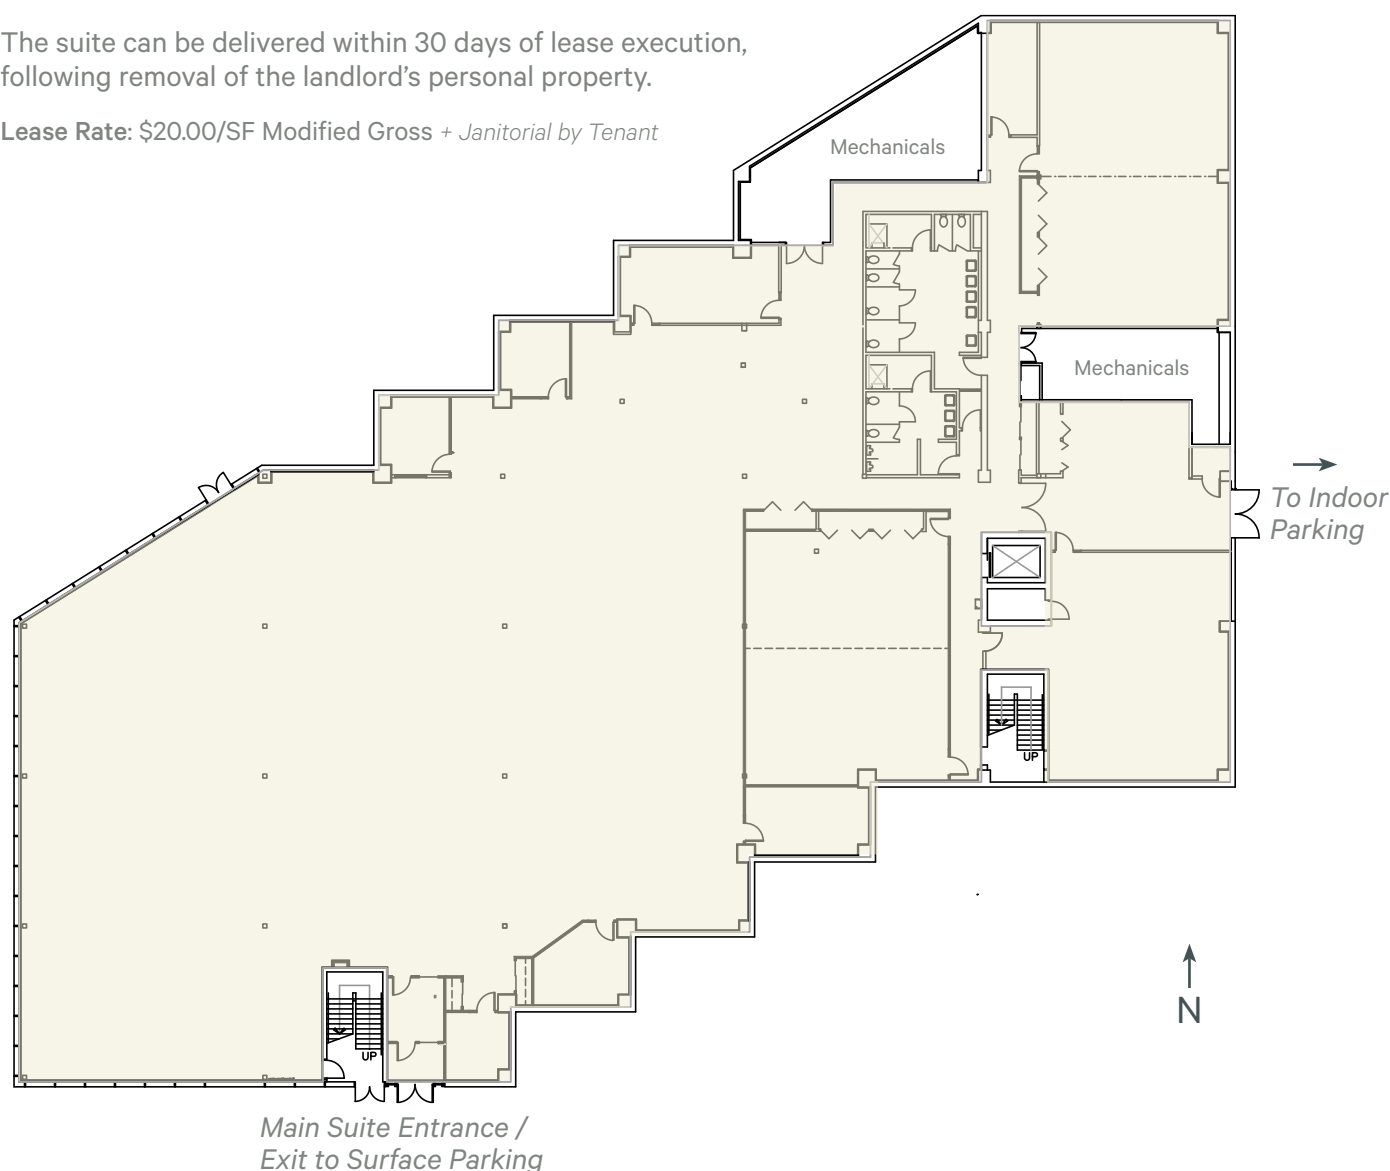 The suite can be delivered within 30 days of lease execution,
following removal of the landlord’s personal property.
Lease Rate: $20.00/SF Modified Gross + Janitorial by Tenant
Mechanicals
Mechanicals
To Indoor
Parking
UP
N
UP
Main Suite Entrance /
Exit to Surface Parking